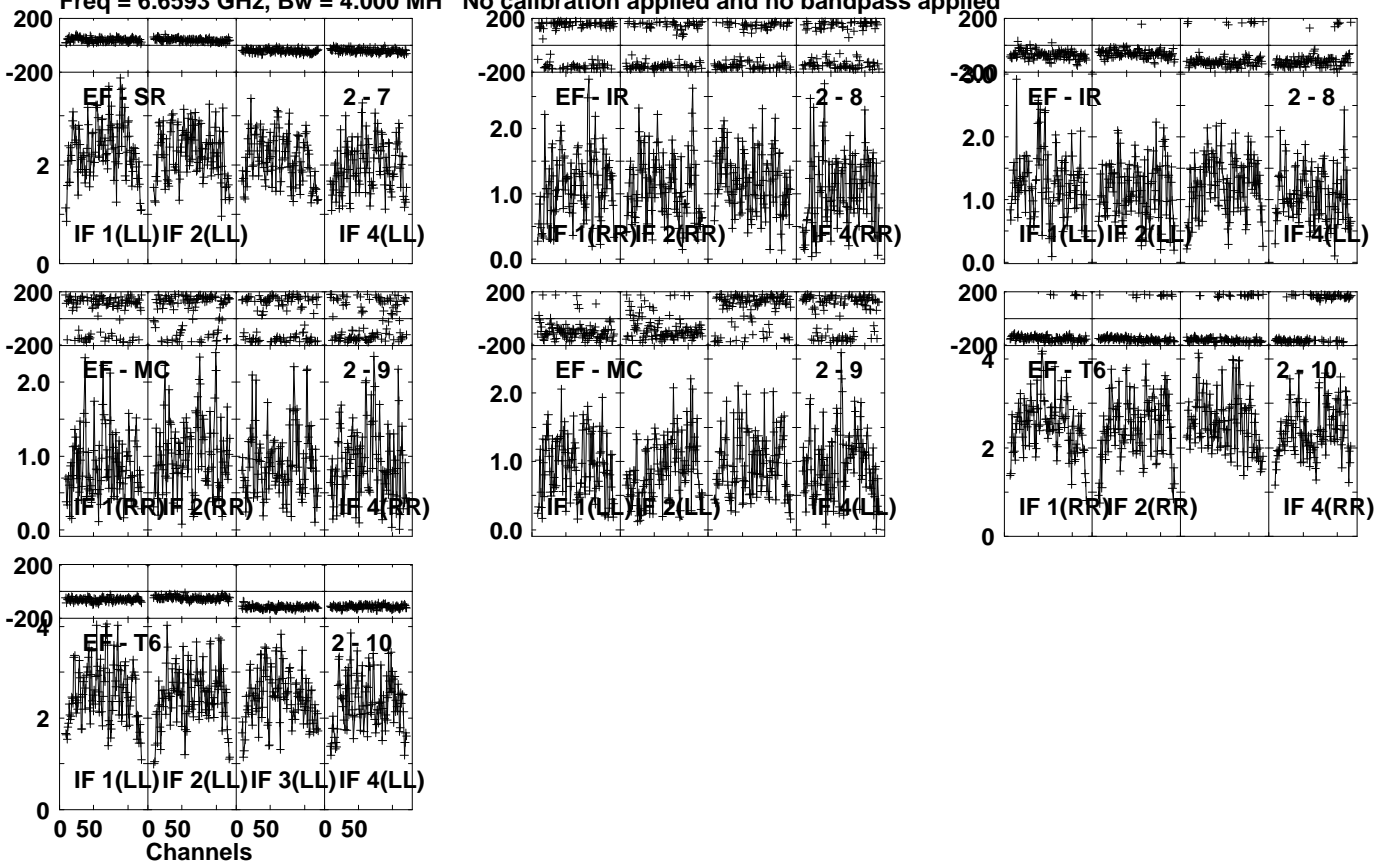 Freq = 6.6593 GHz, Bw = 4.000 MH No calibration applied and no bandpass applied
200
-200
EF - SR 2 - 7
2
IF 1(LL) IF 2(LL) IF 4(LL)
0
200
-200
EF - IR 2 - 8
2.0
1.0
IF 1(RR) IF 2(RR) IF 4(RR)
0.0
200
-200
3.0
EF - IR 2 - 8
2.0
1.0
IF 1(LL) IF 2(LL) IF 4(LL)
0.0
200
-200
EF - MC 2 - 9
2.0
1.0
IF 1(RR) IF 2(RR) IF 4(RR)
0.0
200
-200
EF - MC 2 - 9
2.0
1.0
IF 1(LL) IF 2(LL) IF 4(LL)
0.0
200
-200
4
EF - T6 2 - 10
2
IF 1(RR) IF 2(RR) IF 4(RR)
0
200
-200
4
EF - T6 2 - 10
2
IF 1(LL) IF 2(LL) IF 3(LL) IF 4(LL)
0
0 50 0 50 0 50 0 50
Channels